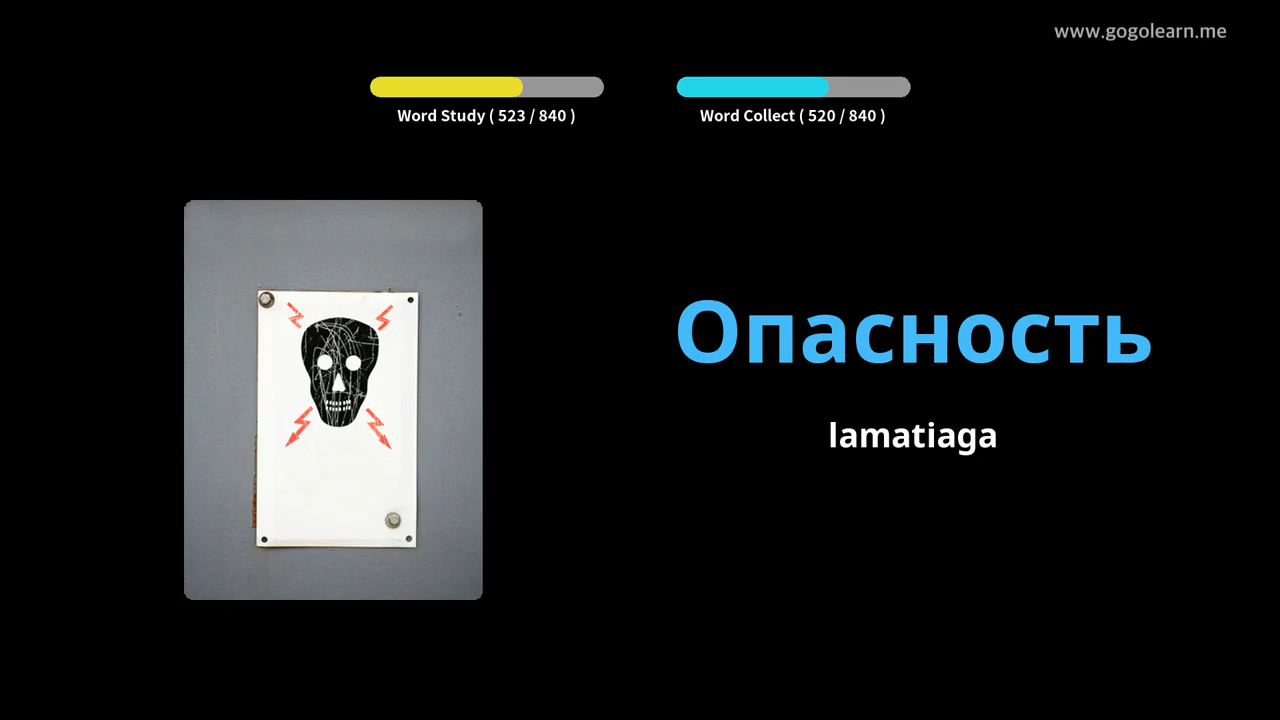 www.gogolearn.me
Word Study ( 523 / 840 )
Word Collect ( 520 / 840 )
Опасность
lamatiaga